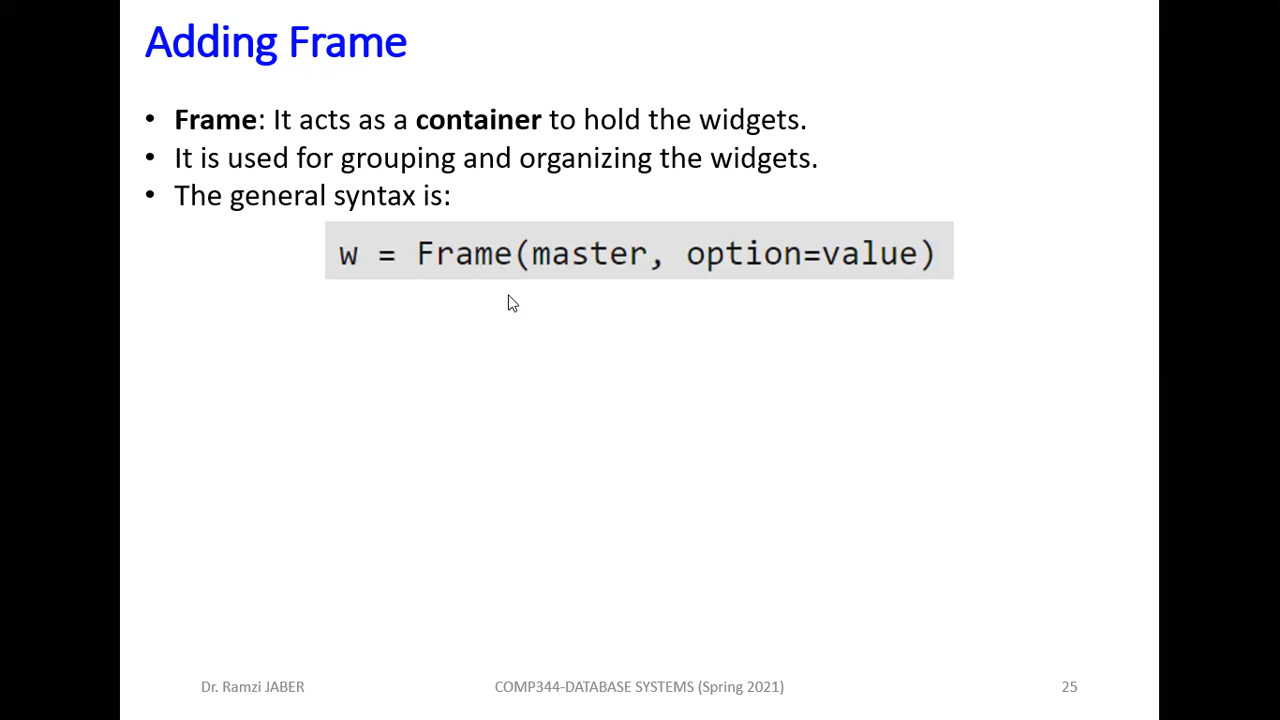 Adding Frame
• Frame: It acts as a container to hold the widgets.
• It is used for grouping and organizing the widgets.
• The general syntax is:
w = Frame(master, option=value)
Dr. Ramzi JABER COMP344-DATABASE SYSTEMS (Spring 2021) 25